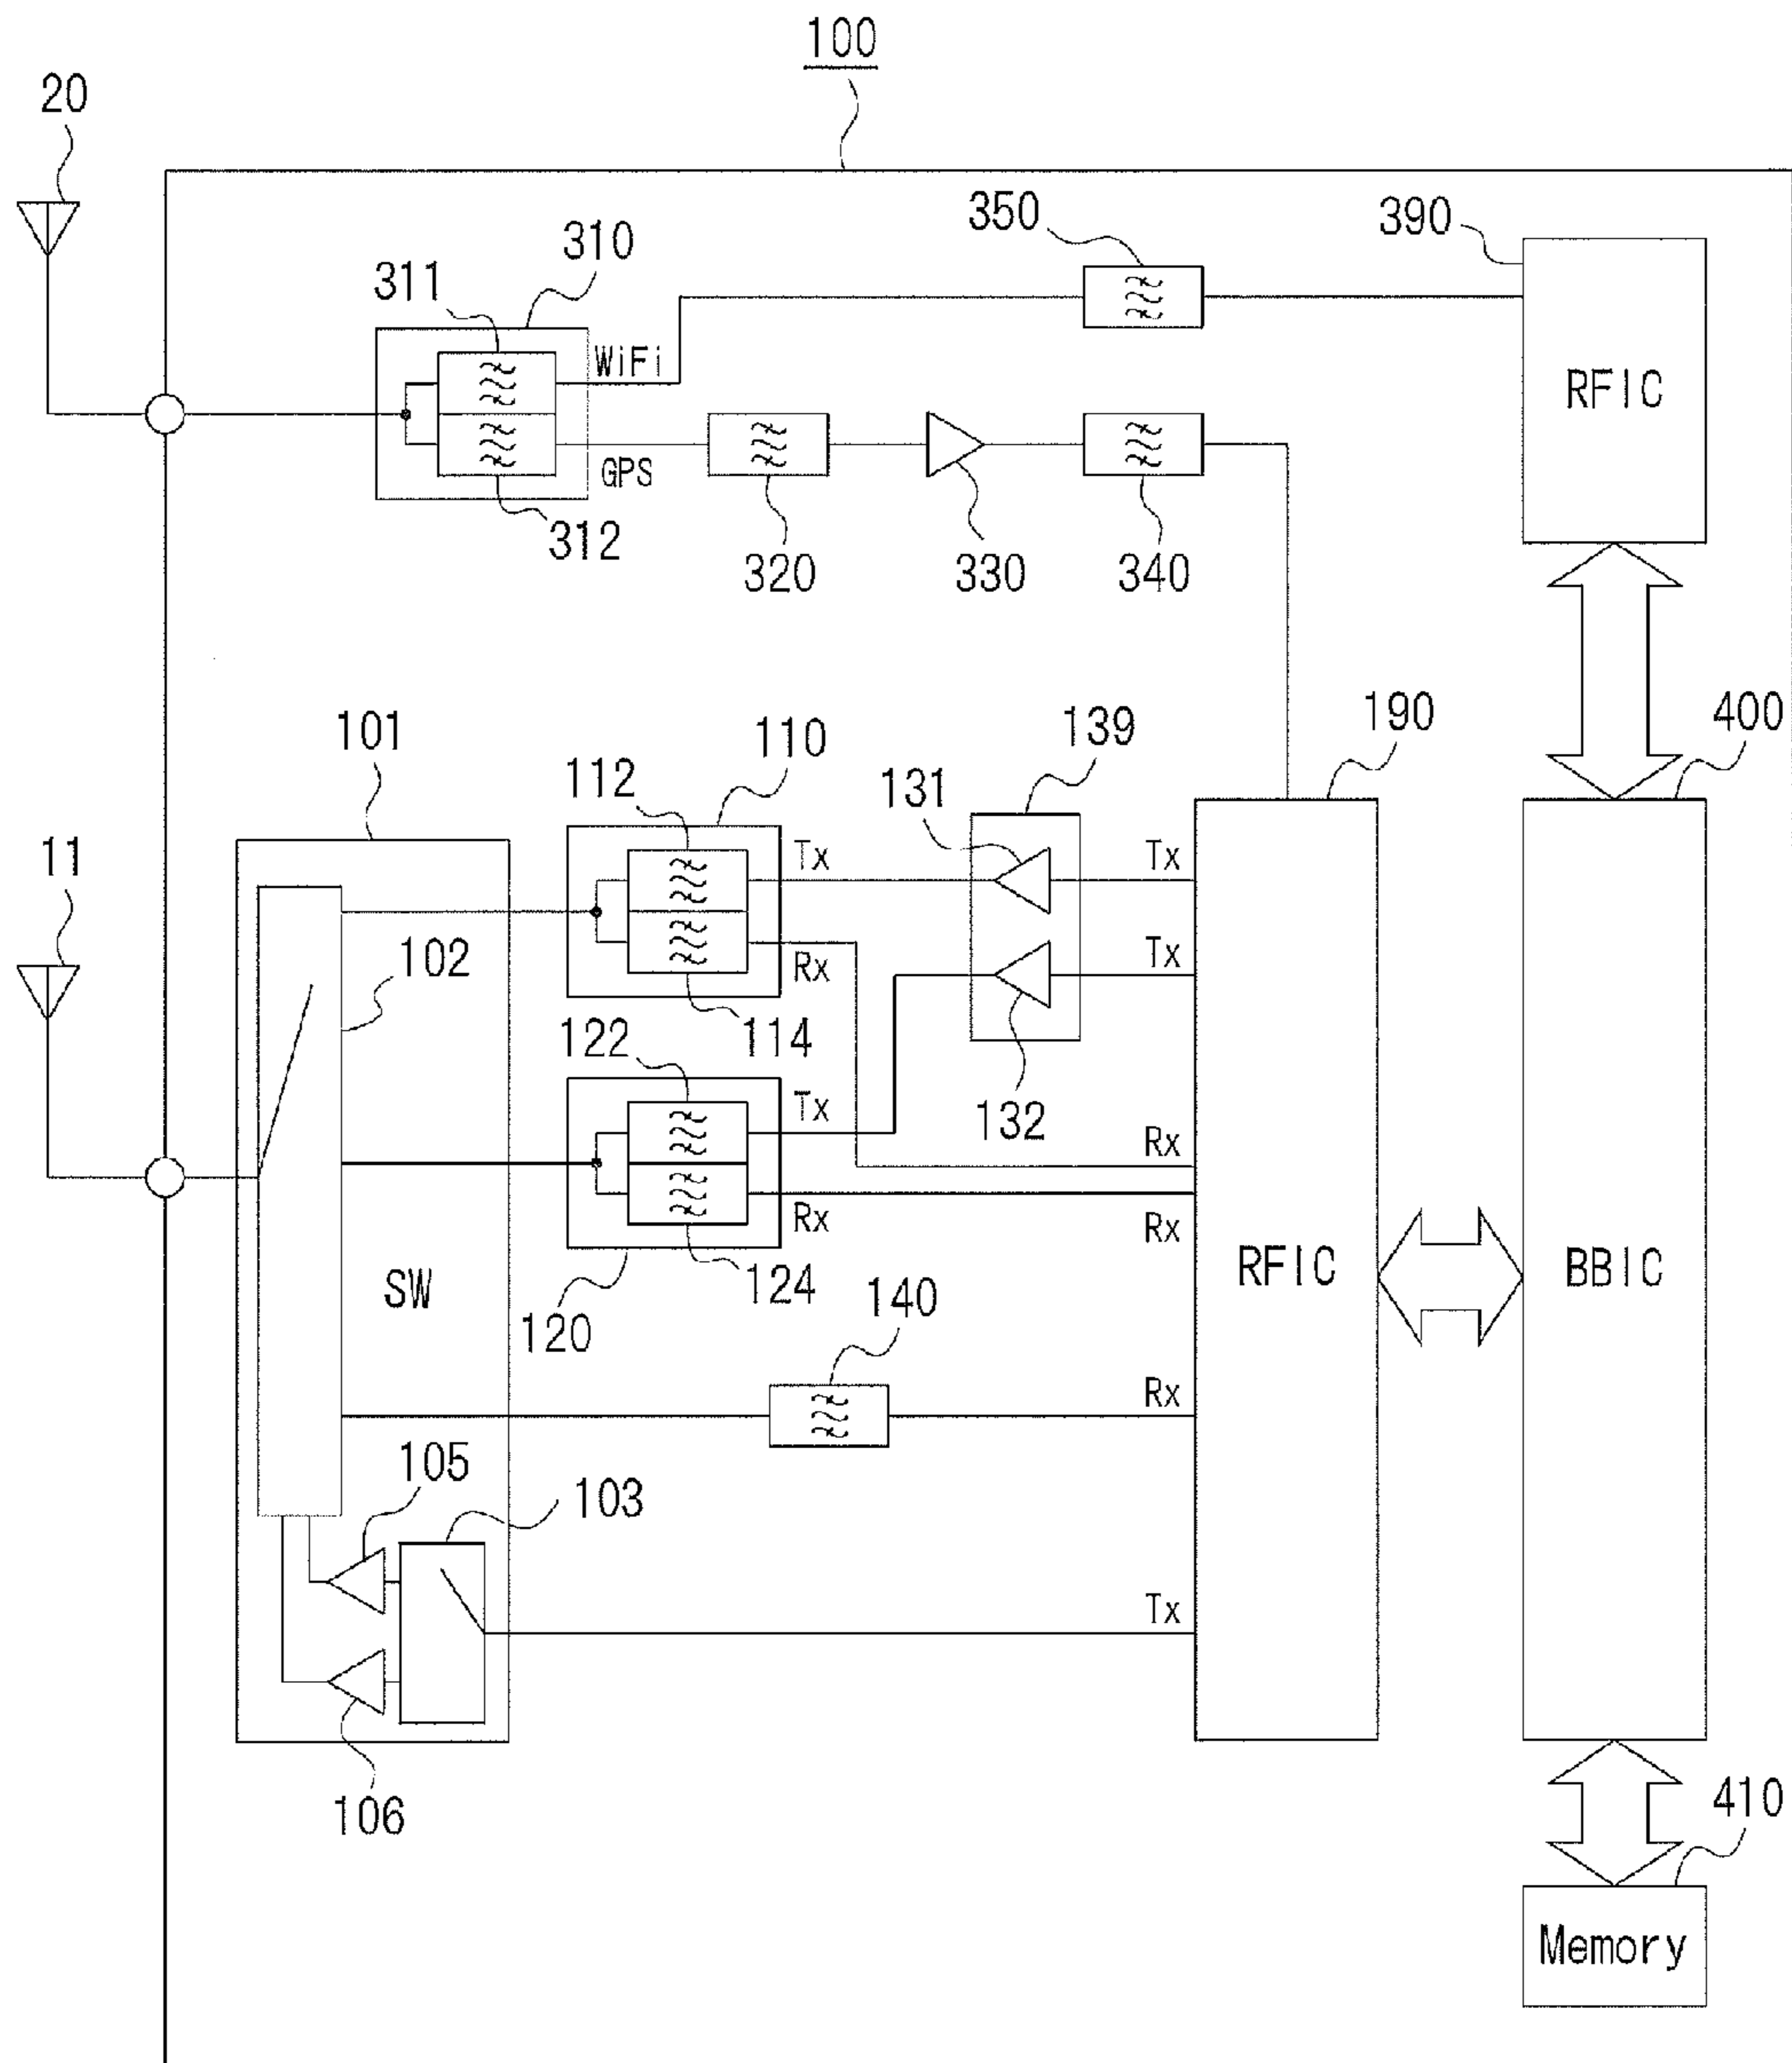 100
20
350
390
310
311
WiFi
RFIC
GPS
312
320
330
340
190
400
101
110
139
112
131
11
Tx
Tx
102
Tx
Rx
114
122
Tx
132
Rx
Rx
Rx
124
SW
120
140
RFIC
BBIC
Rx
105
103
Tx
106
410
Memory